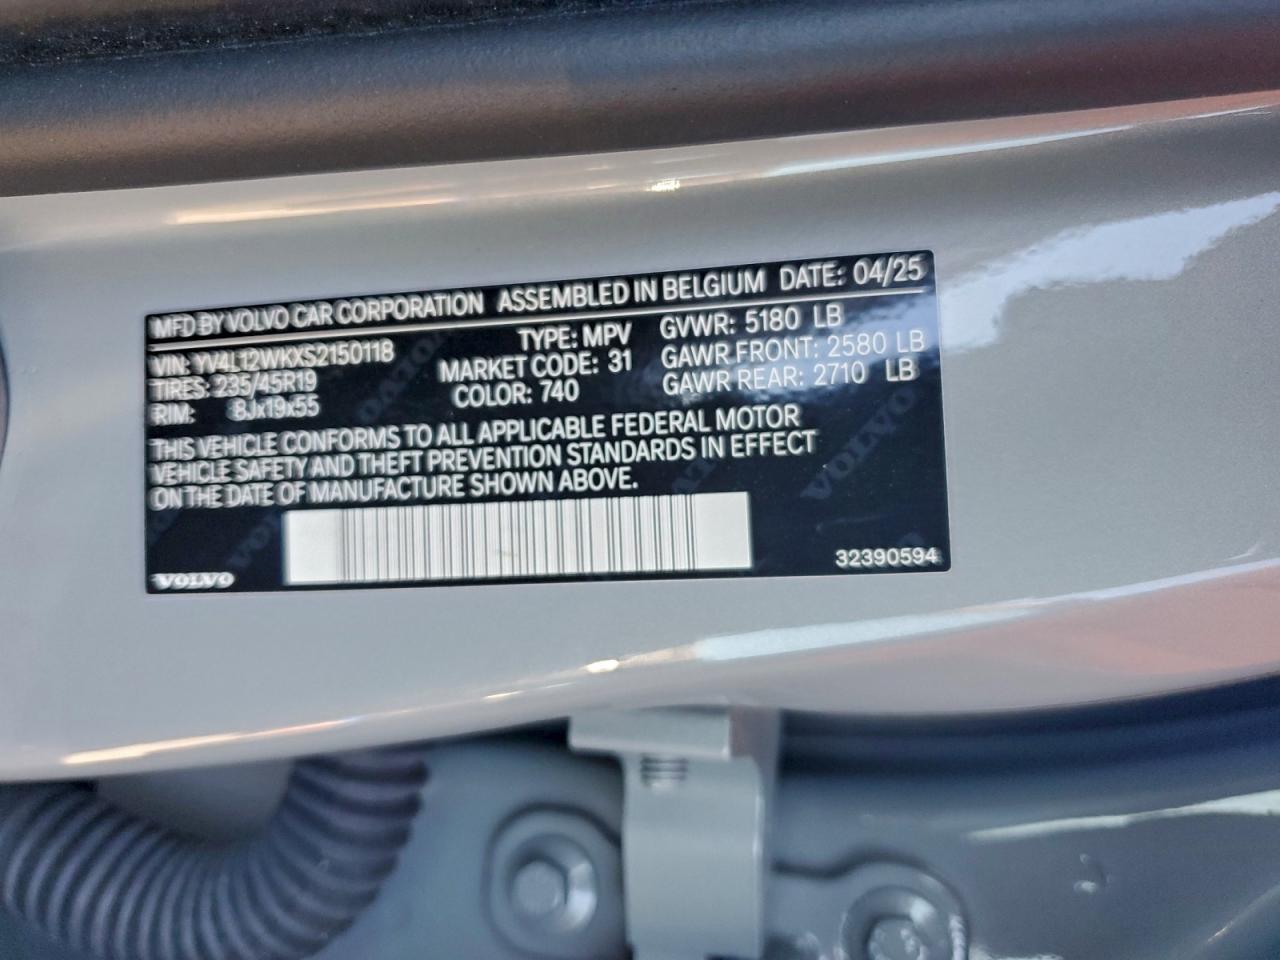 MFD BY VOLVO CAR CORPORATION ASSEMBLED IN BELGIUM DATE: 04/25
VIN: YV4L12WKXS2150118 TYPE: MPV GVWR: 5180 LB
TIRES: 235/45R19 MARKET CODE: 31 GAWR FRONT: 2580 LB
RIM: 8Jx19x55 COLOR: 740 GAWR REAR: 2710 LB
THIS VEHICLE CONFORMS TO ALL APPLICABLE FEDERAL MOTOR
VEHICLE SAFETY AND THEFT PREVENTION STANDARDS IN EFFECT
ON THE DATE OF MANUFACTURE SHOWN ABOVE.
VOLVO
32390594